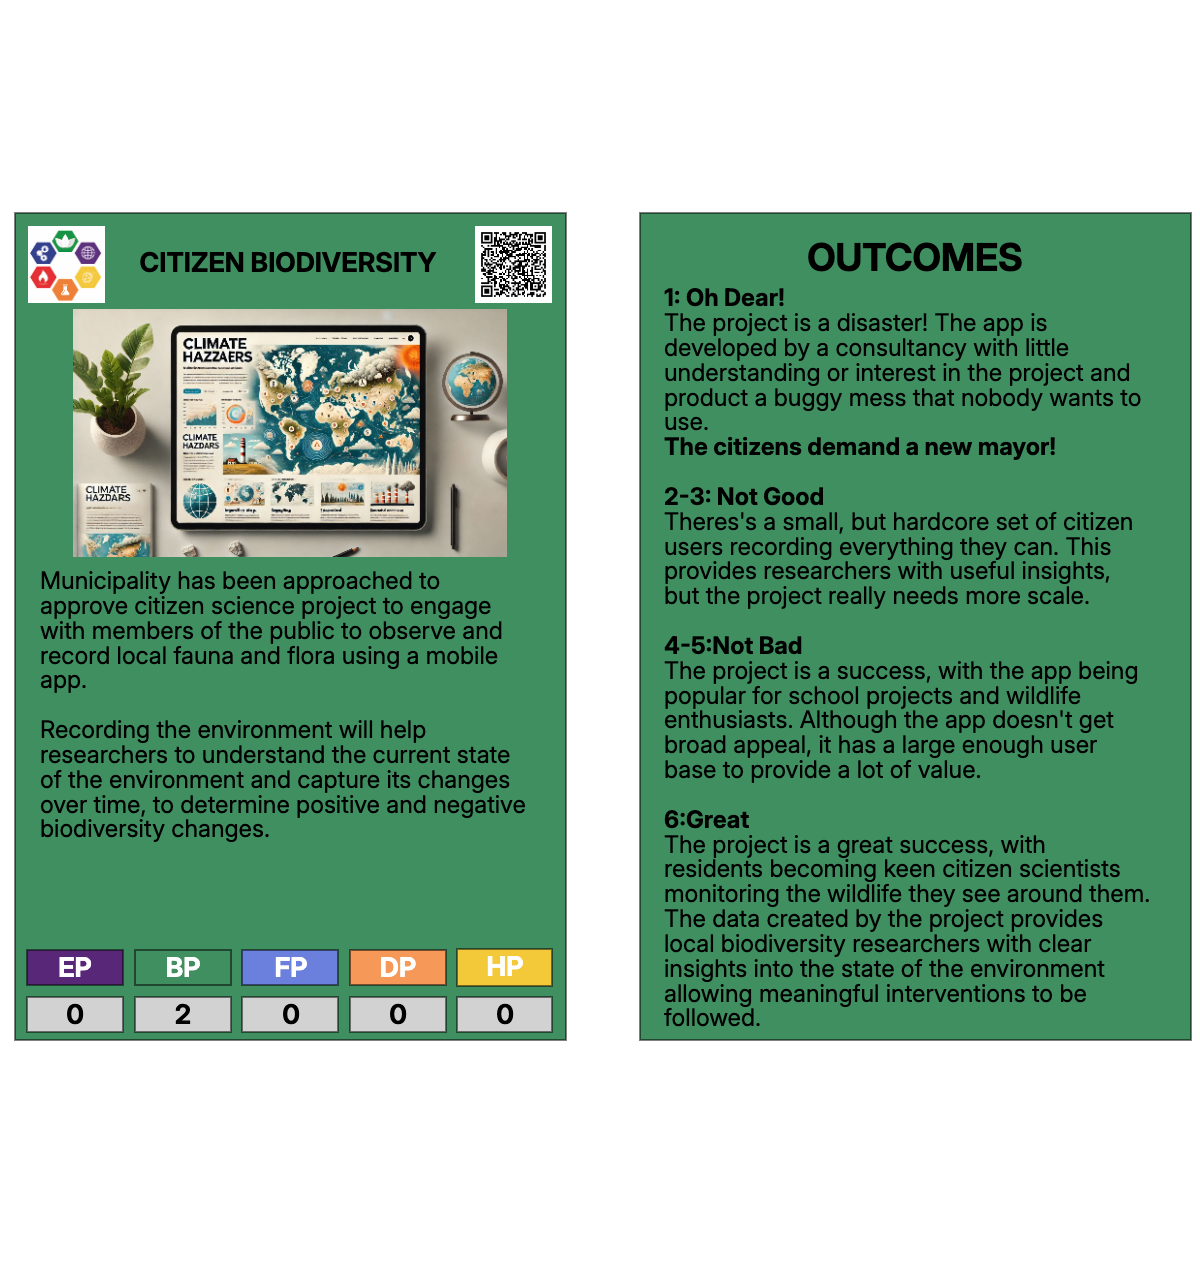 CITIZEN BIODIVERSITY
CLIMATE
HAZZAERS
CLIMATE
HAZDARS
CLIMATE
HAZDARS
Municipality has been approached to
approve citizen science project to engage
with members of the public to observe and
record local fauna and flora using a mobile
app.
Recording the environment will help
researchers to understand the current state
of the environment and capture its changes
over time, to determine positive and negative
biodiversity changes.
EP BP FP DP HP
0 2 0 0 0
OUTCOMES
1: Oh Dear!
The project is a disaster! The app is
developed by a consultancy with little
understanding or interest in the project and
product a buggy mess that nobody wants to
use.
The citizens demand a new mayor!
2-3: Not Good
Theres's a small, but hardcore set of citizen
users recording everything they can. This
provides researchers with useful insights,
but the project really needs more scale.
4-5:Not Bad
The project is a success, with the app being
popular for school projects and wildlife
enthusiasts. Although the app doesn't get
broad appeal, it has a large enough user
base to provide a lot of value.
6:Great
The project is a great success, with
residents becoming keen citizen scientists
monitoring the wildlife they see around them.
The data created by the project provides
local biodiversity researchers with clear
insights into the state of the environment
allowing meaningful interventions to be
followed.